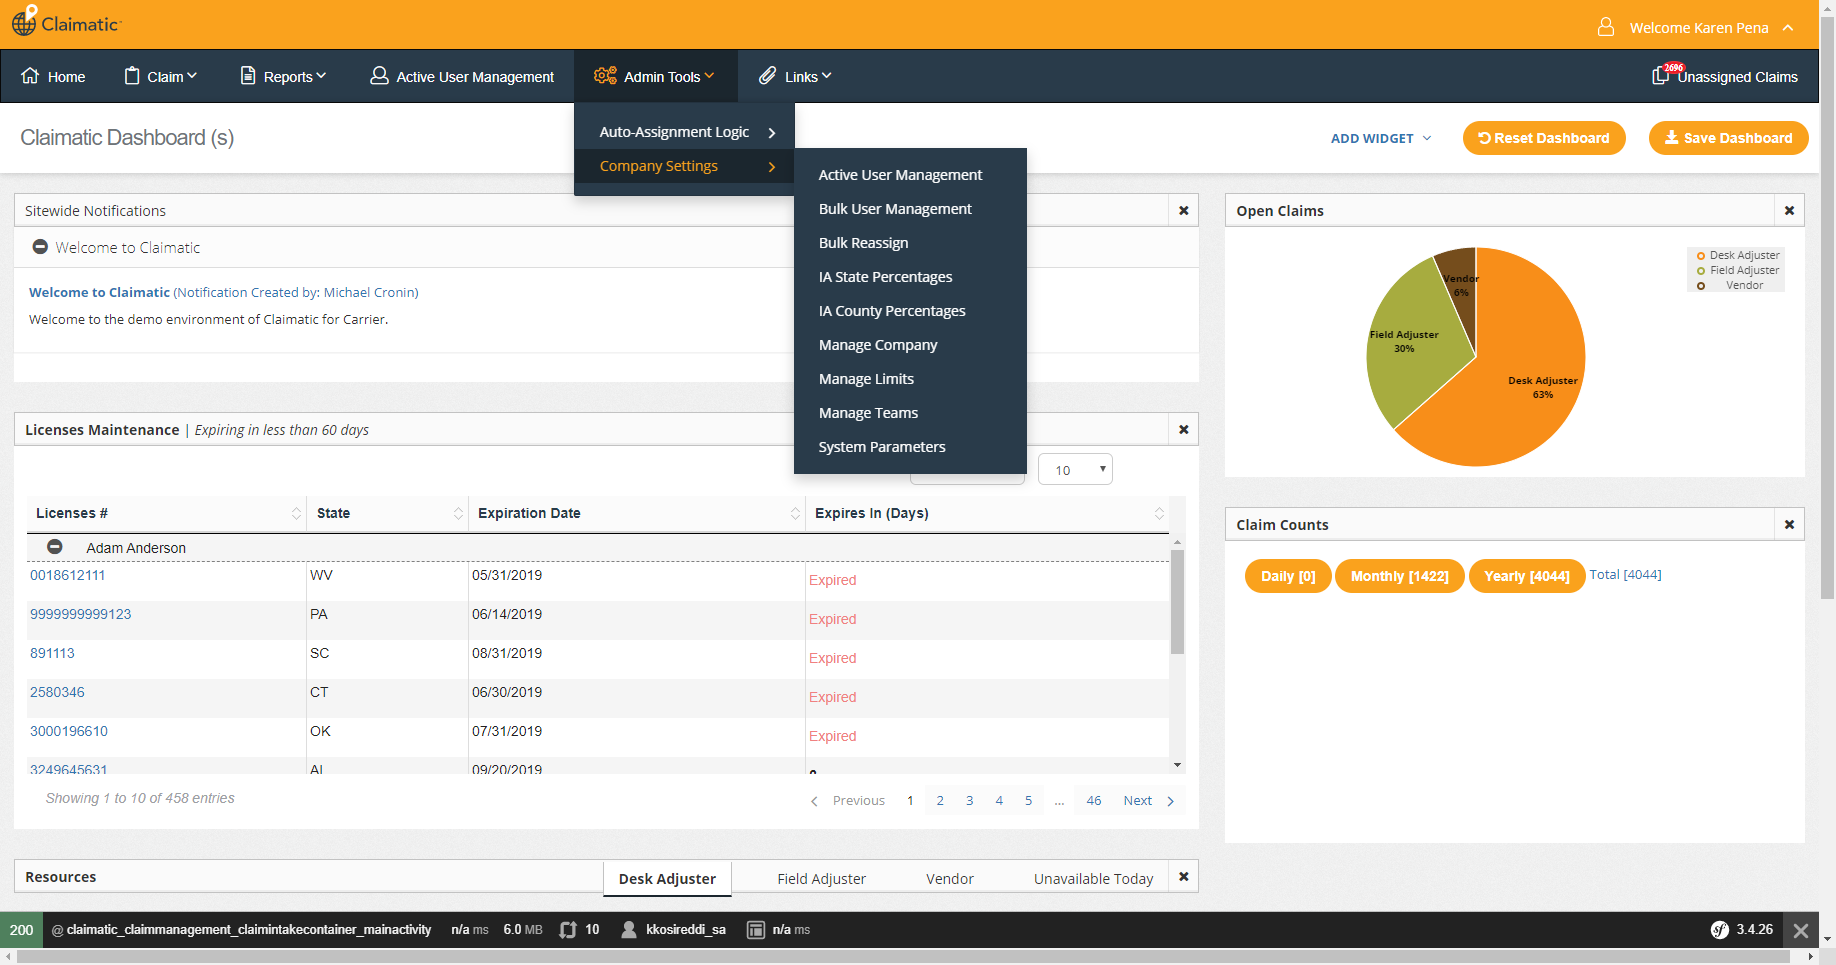 Claimatic
Welcome Karen Pena
Home
Claim
Reports
Active User Management
Admin Tools
Links
2696
Unassigned Claims
Claimatic Dashboard (s)
Auto-Assignment Logic
Company Settings
ADD WIDGET
Reset Dashboard
Save Dashboard
Active User Management
Bulk User Management
Bulk Reassign
IA State Percentages
IA County Percentages
Manage Company
Manage Limits
Manage Teams
System Parameters
Sitewide Notifications
Welcome to Claimatic
Welcome to Claimatic (Notification Created by: Michael Cronin)
Welcome to the demo environment of Claimatic for Carrier.
Open Claims
Desk Adjuster
Field Adjuster
Vendor
Vendor
6%
Field Adjuster
30%
Desk Adjuster
63%
Licenses Maintenance | Expiring in less than 60 days
10
Licenses # State Expiration Date Expires In (Days)
Adam Anderson
0018612111 WV 05/31/2019 Expired
9999999999123 PA 06/14/2019 Expired
891113 SC 08/31/2019 Expired
2580346 CT 06/30/2019 Expired
3000196610 OK 07/31/2019 Expired
3249645631 AL 09/20/2019
Showing 1 to 10 of 458 entries
Previous 1 2 3 4 5 ... 46 Next
Claim Counts
Daily [0] Monthly [1422] Yearly [4044] Total [4044]
Resources
Desk Adjuster
Field Adjuster
Vendor
Unavailable Today
200 @ claimatic_claimmanagement_claimintakecontainer_mainactivity n/a ms 6.0 MB 10 kkosireddi_sa n/a ms sf 3.4.26